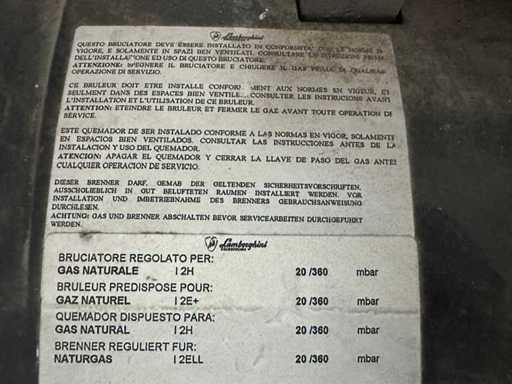 Lamborghini
QUESTO BRUCIATORE DEVE ESSERE INSTALLATO IN CONFORMITA' CON LE NORME IN
VIGORE, E SOLAMENTE IN SPAZI BEN VENTILATI. CONSULTARE LE ISTRUZIONI PRIMA
DELL'INSTALLAZIONE ED USO DI QUESTO BRUCIATORE.
ATTENZIONE: SPEGNERE IL BRUCIATORE E CHIUDERE IL GAS PRIMA DI QUALSIASI
OPERAZIONE DI SERVIZIO.
CE BRULEUR DOIT ETRE INSTALLE CONFORMEMENT AUX NORMES EN VIGUEUR, ET
SEULMENT DANS DES ESPACES BIEN VENTILE. CONSULTER LES INSTRUCIONS AVANT
L'INSTALLATION ET L'UTILISATION DE CE BRULEUR.
ATTENTION: ETEINDRE LE BRULEUR ET FERMER LE GAZ AVANT TOUTE OPERATION DE
SERVICE.
ESTE QUEMADOR DE SER INSTALADO CONFORME A LAS NORMAS EN VIGOR, SOLAMENTE
EN ESPACIOS BIEN VENTILADOS. CONSULTAR LAS INSTRUCCIONES ANTES DE LA
INSTALACION Y USO DEL QUEMADOR.
ATENCION: APAGAR EL QUEMADOR Y CERRAR LA LLAVE DE PASO DEL GAS ANTES
CUALQUIER OPERACION DE SERVICIO.
DIESER BRENNER DARF, GEMAB DER GELTENDEN SICHERHEITSVORSCHRIFTEN,
AUSSCHLIEBLICH IN GUT BELUFTETEN RAUMEN INSTALLIERT WERDEN. VOR
INSTALLATION UND IMBETRIEBNAHME DES BRENNERS GEBRAUCHSANWEISUNG
DURCHLESEN.
ACHTUNG: GAS UND BRENNER ABSCHALTEN BEVOR SERVICEARBEITEN DURCHGEFUHRT
WERDEN.
Lamborghini
BRUCIATORE REGOLATO PER:
GAS NATURALE I 2H 20 /360 mbar
BRULEUR PREDISPOSE POUR:
GAZ NATUREL I 2E+ 20 /360 mbar
QUEMADOR DISPUESTO PARA:
GAS NATURAL I 2H 20 /360 mbar
BRENNER REGULIERT FUR:
NATURGAS I 2ELL 20 /360 mbar